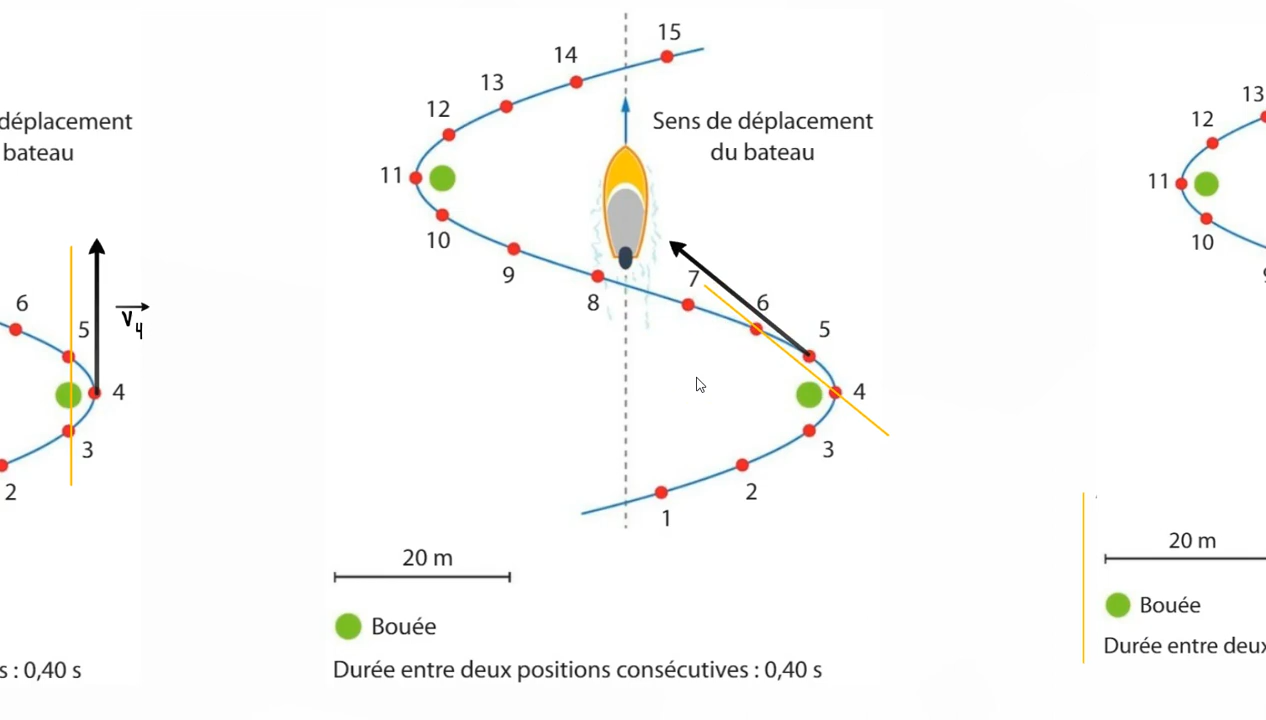 déplacement
bateau
6
5
V4
4
3
2
s : 0,40 s
15
14
13
12
Sens de déplacement
du bateau
11
10
9
8
7
6
5
4
3
2
1
20 m
Bouée
Durée entre deux positions consécutives : 0,40 s
13
12
11
10
20 m
Bouée
Durée entre deux